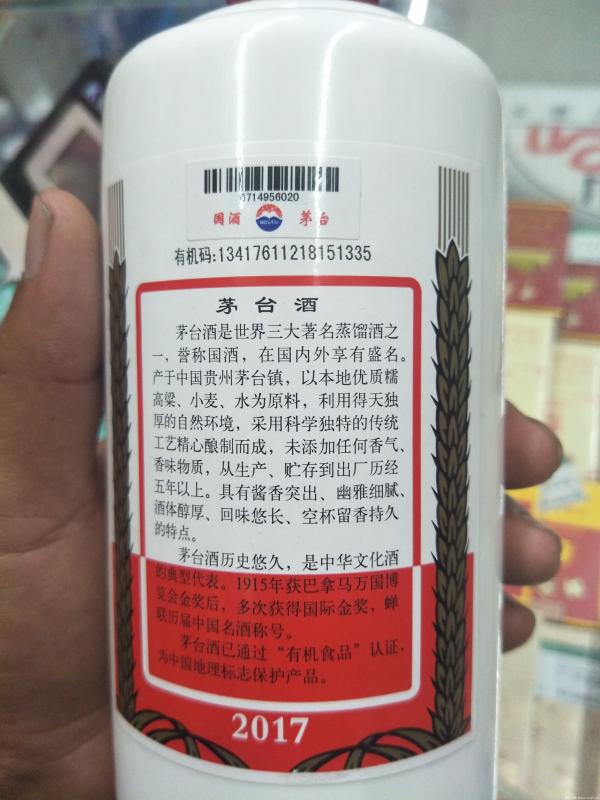 6714956020
国酒 MOUTAI 茅台
有机码:13417611218151335
茅台酒
茅台酒是世界三大著名蒸馏酒之
一，誉称国酒，在国内外享有盛名。
产于中国贵州茅台镇，以本地优质糯
高粱、小麦、水为原料，利用得天独
厚的自然环境，采用科学独特的传统
工艺精心酿制而成，未添加任何香气、
香味物质，从生产、贮存到出厂历经
五年以上。具有酱香突出、幽雅细腻、
酒体醇厚、回味悠长、空杯留香持久
的特点。
茅台酒历史悠久，是中华文化酒
的典型代表。1915年获巴拿马万国博
览会金奖后，多次获得国际金奖，蝉
联历届中国名酒称号。
茅台酒已通过“有机食品”认证，
为中国地理标志保护产品。
2017